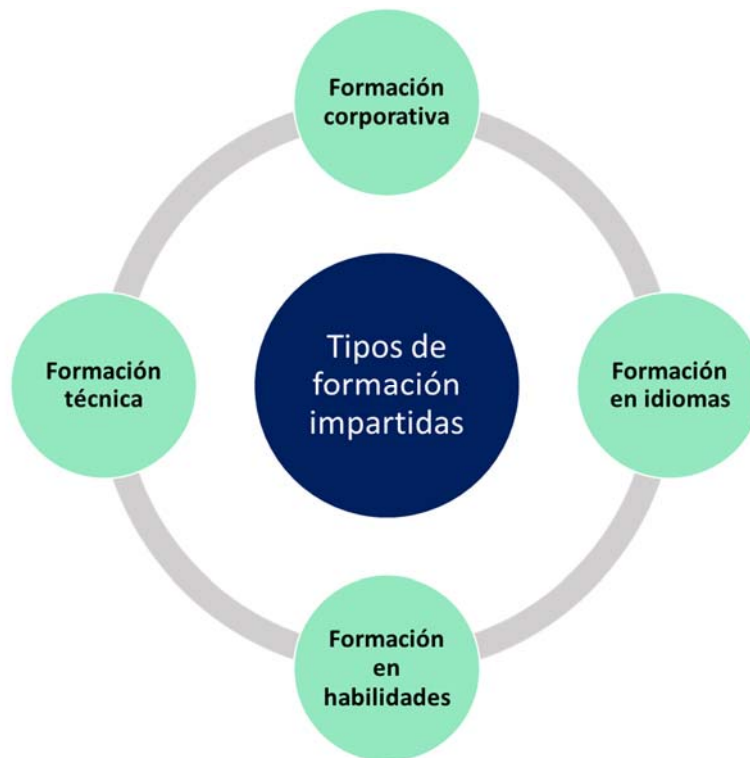 Formación
corporativa
Tipos de
formación
impartidas
Formación
técnica
Formación
en idiomas
Formación
en
habilidades